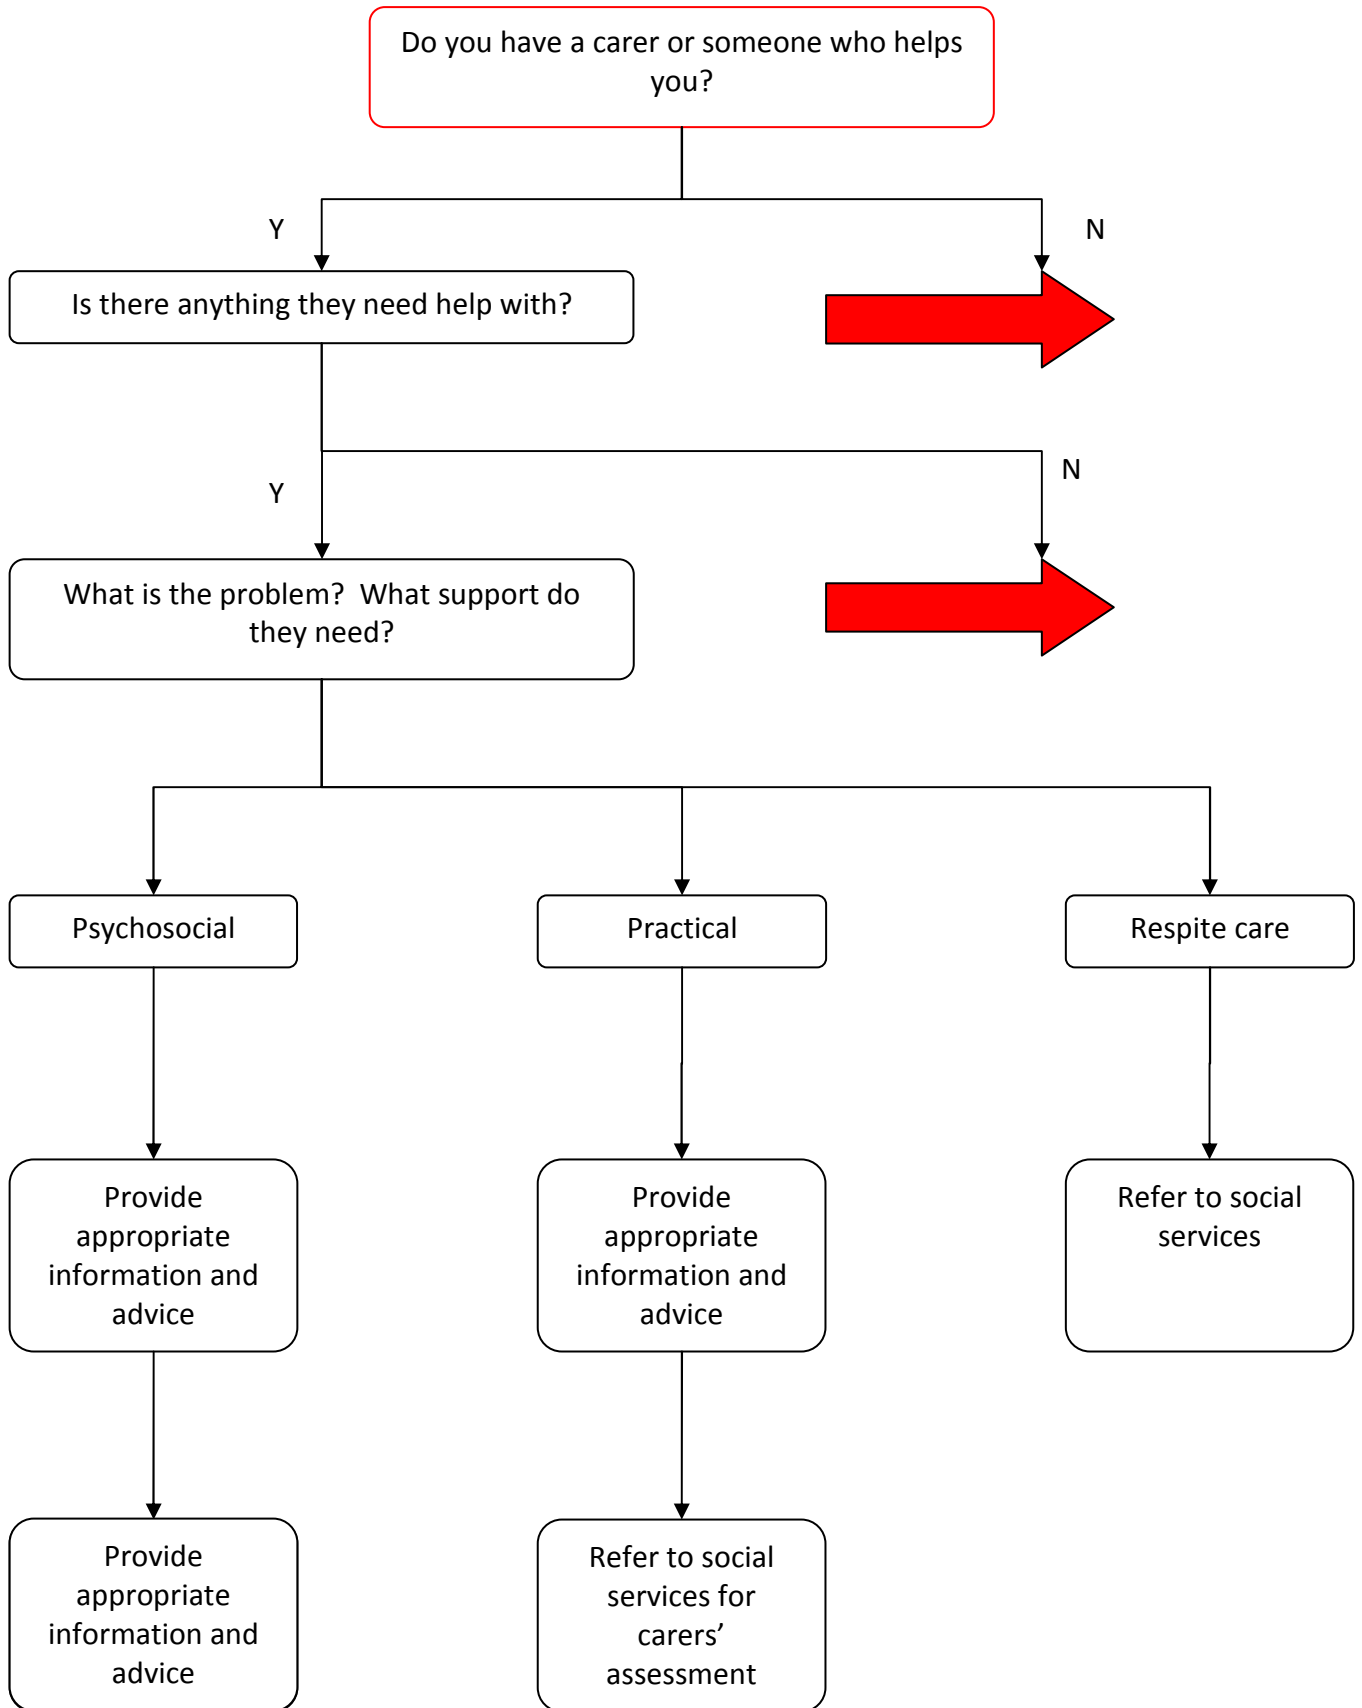 Do you have a carer or someone who helps
you?
Y
N
Is there anything they need help with?
Y
N
What is the problem?  What support do
they need?
Psychosocial
Practical
Respite care
Provide
appropriate
information and
advice
Provide
appropriate
information and
advice
Refer to social
services
Provide
appropriate
information and
advice
Refer to social
services for
carers’
assessment